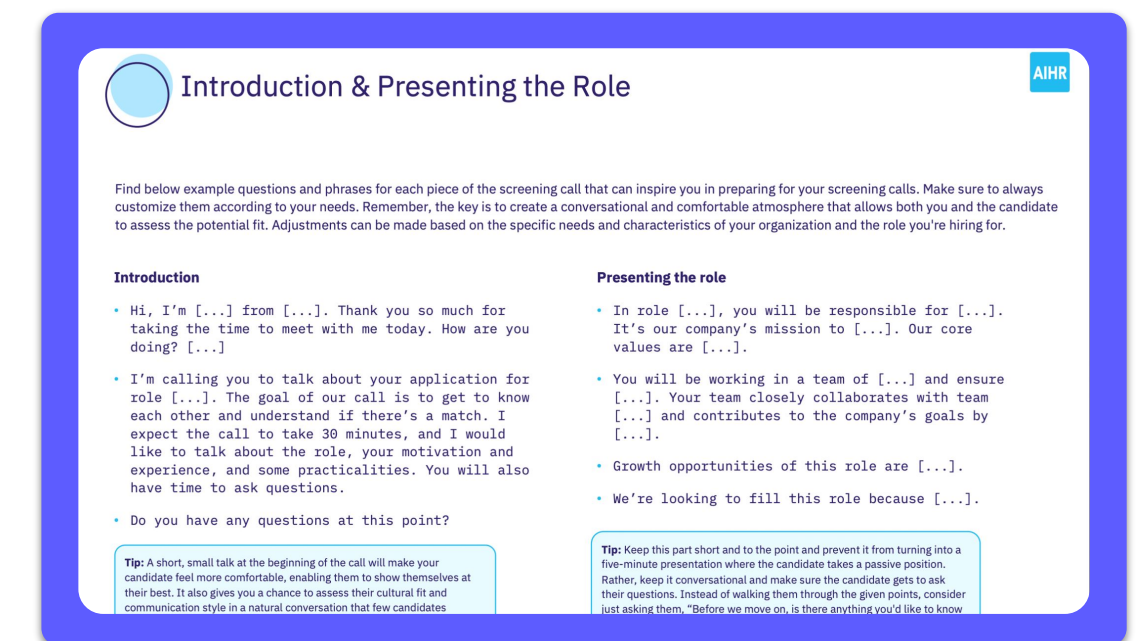 Introduction & Presenting the Role
AIHR
Find below example questions and phrases for each piece of the screening call that can inspire you in preparing for your screening calls. Make sure to always
customize them according to your needs. Remember, the key is to create a conversational and comfortable atmosphere that allows both you and the candidate
to assess the potential fit. Adjustments can be made based on the specific needs and characteristics of your organization and the role you're hiring for.
Introduction
• Hi, I’m [...] from [...]. Thank you so much for
taking the time to meet with me today. How are you
doing? [...]
• I’m calling you to talk about your application for
role [...]. The goal of our call is to get to know
each other and understand if there’s a match. I
expect the call to take 30 minutes, and I would
like to talk about the role, your motivation and
experience, and some practicalities. You will also
have time to ask questions.
• Do you have any questions at this point?
Tip: A short, small talk at the beginning of the call will make your
candidate feel more comfortable, enabling them to show themselves at
their best. It also gives you a chance to assess their cultural fit and
communication style in a natural conversation that few candidates
Presenting the role
• In role [...], you will be responsible for [...].
It’s our company’s mission to [...]. Our core
values are [...].
• You will be working in a team of [...] and ensure
[...]. Your team closely collaborates with team
[...] and contributes to the company’s goals by
[...].
• Growth opportunities of this role are [...].
• We’re looking to fill this role because [...].
Tip: Keep this part short and to the point and prevent it from turning into a
five-minute presentation where the candidate takes a passive position.
Rather, keep it conversational and make sure the candidate gets to ask
their questions. Instead of walking them through the given points, consider
just asking them, “Before we move on, is there anything you'd like to know